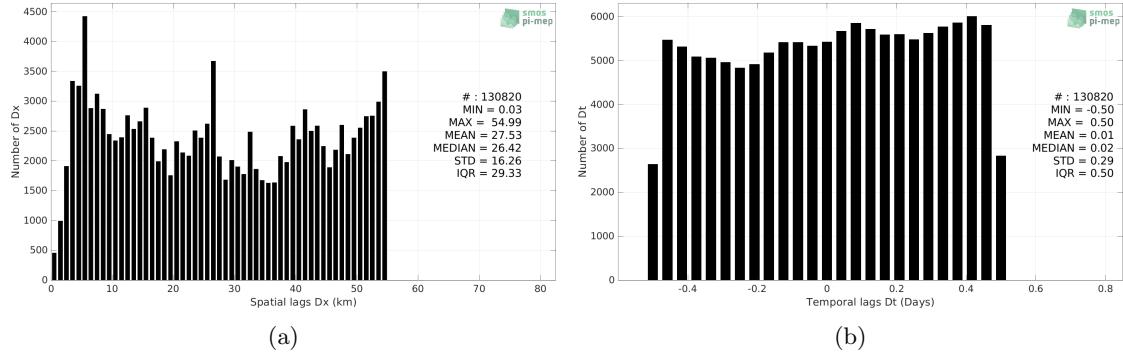 4500
4000
3500
3000
2500
2000
1500
1000
500
0
Number of Dx
smos
pi-mep
# : 130820
MIN = 0.03
MAX = 54.99
MEAN = 27.53
MEDIAN = 26.42
STD = 16.26
IQR = 29.33
0 10 20 30 40 50 60 70 80
Spatial lags Dx (km)
(a)
6000
5000
4000
3000
2000
1000
0
Number of Dt
smos
pi-mep
# : 130820
MIN = -0.50
MAX = 0.50
MEAN = 0.01
MEDIAN = 0.02
STD = 0.29
IQR = 0.50
-0.4 -0.2 0 0.2 0.4 0.6 0.8
Temporal lags Dt (Days)
(b)